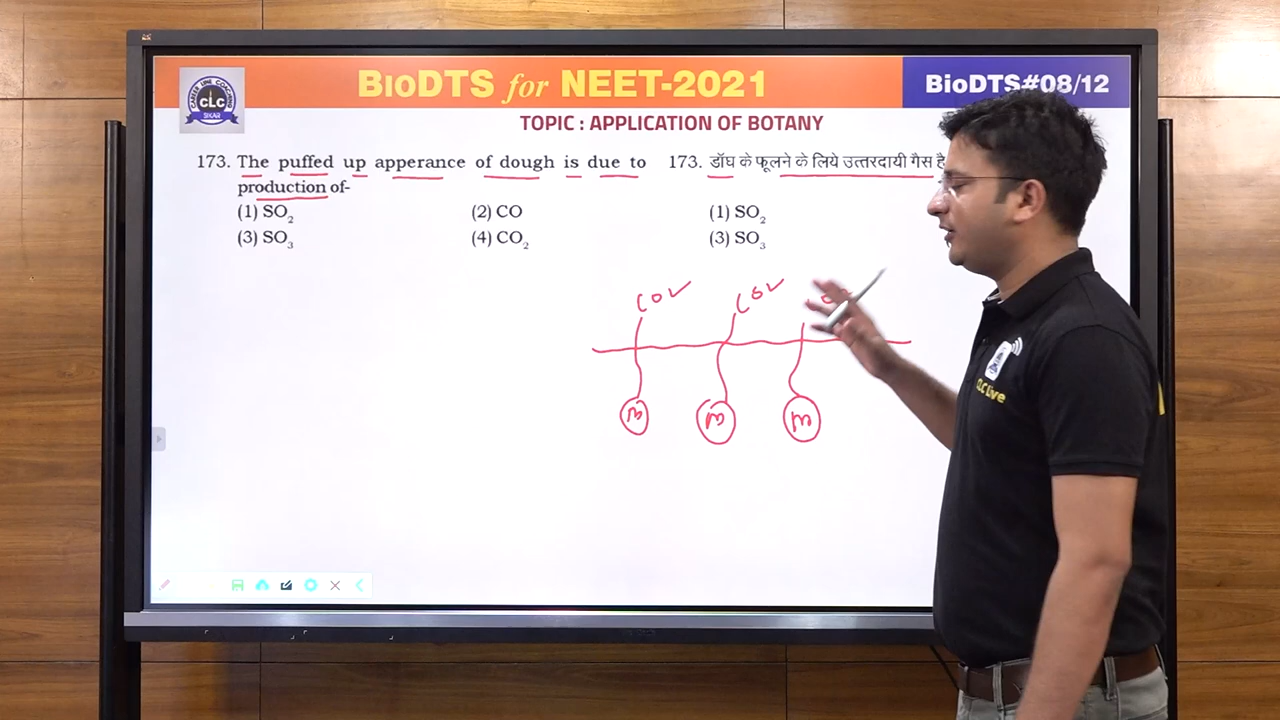 BIODTS for NEET-2021
BioDTS#08/12
CLC
SIKAR
TOPIC : APPLICATION OF BOTANY
173. The puffed up apperance of dough is due to
production of-
(1) SO₂ (2) CO
(3) SO₃ (4) CO₂
173. डॉघ के फूलने के लिये उत्तरदायी गैस है
(1) SO₂
(3) SO₃
CO2 CO2
m m m
CLC Live